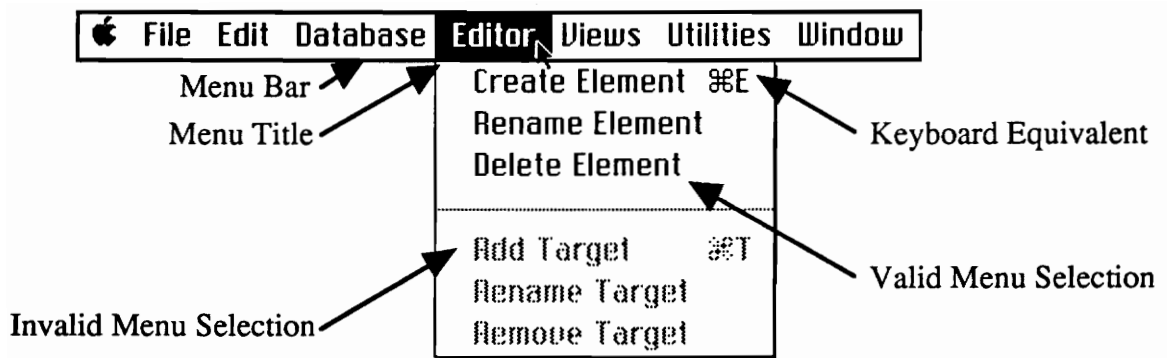 File Edit Database Editor Views Utilities Window
Menu Bar
Create Element ⌘E
Menu Title
Rename Element
Keyboard Equivalent
Delete Element
Add Target ⌘T
Valid Menu Selection
Rename Target
Invalid Menu Selection
Remove Target